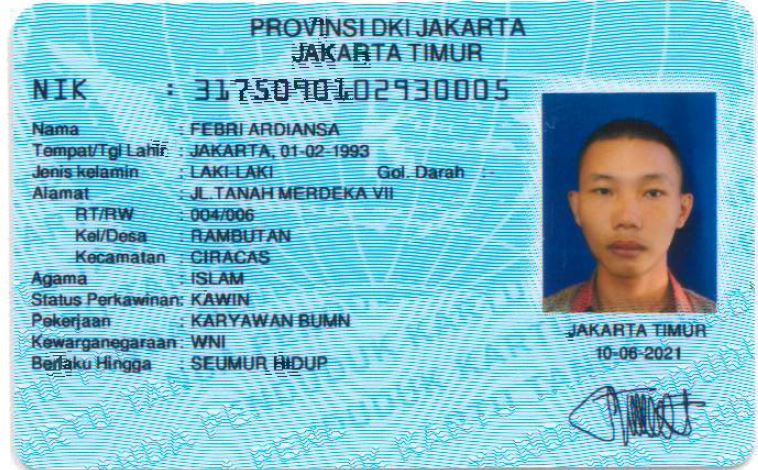 PROVINSI DKI JAKARTA
JAKARTA TIMUR
NIK : 3175090102930005
Nama : FEBRI ARDIANSA
Tempat/Tgl Lahir : JAKARTA, 01-02-1993
Jenis kelamin : LAKI-LAKI Gol. Darah :-
Alamat : JL.TANAH MERDEKA VII
RT/RW : 004/006
Kel/Desa : RAMBUTAN
Kecamatan : CIRACAS
Agama : ISLAM
Status Perkawinan: KAWIN
Pekerjaan : KARYAWAN BUMN
Kewarganegaraan : WNI
Berlaku Hingga : SEUMUR HIDUP
JAKARTA TIMUR
10-06-2021